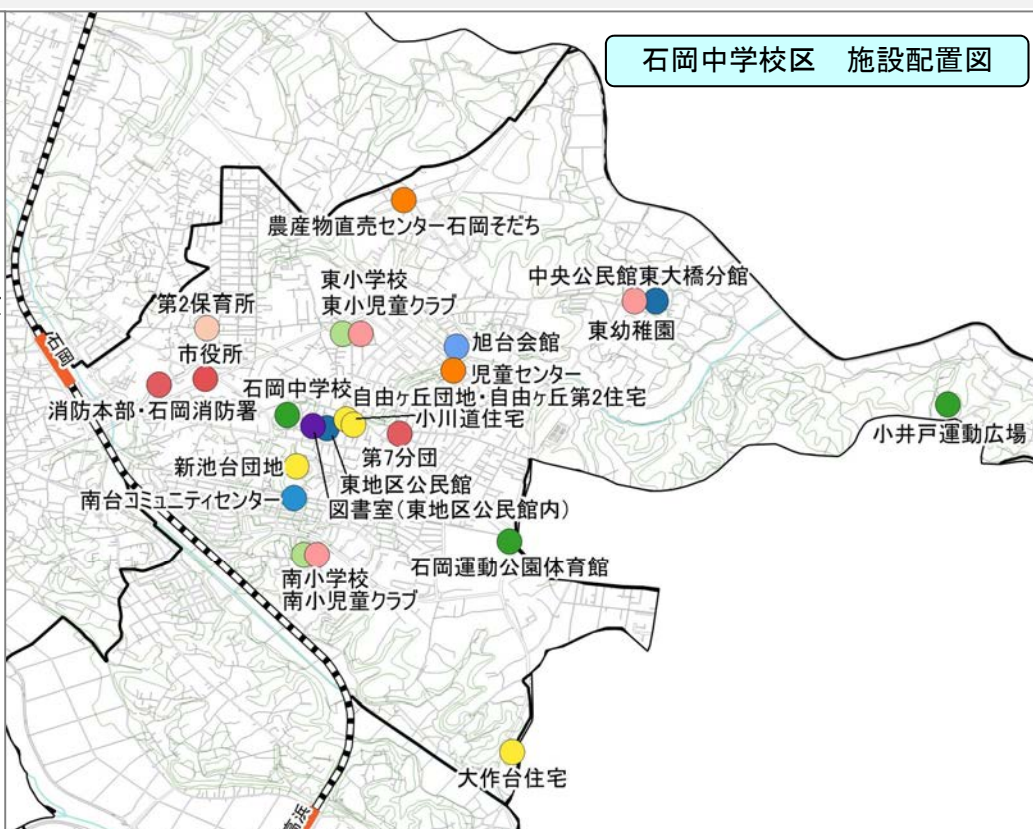 石岡中学校区　施設配置図
農産物直売センター石岡そだち
東小学校
東小児童クラブ
中央公民館東大橋分館
東幼稚園
第2保育所
市役所
石岡
旭台会館
児童センター
消防本部・石岡消防署
石岡中学校
自由ヶ丘団地・自由ヶ丘第2住宅
小川道住宅
小井戸運動広場
第7分団
新池台団地
東地区公民館
南台コミュニティセンター
図書室(東地区公民館内)
石岡運動公園体育館
南小学校
南小児童クラブ
大作台住宅
高浜